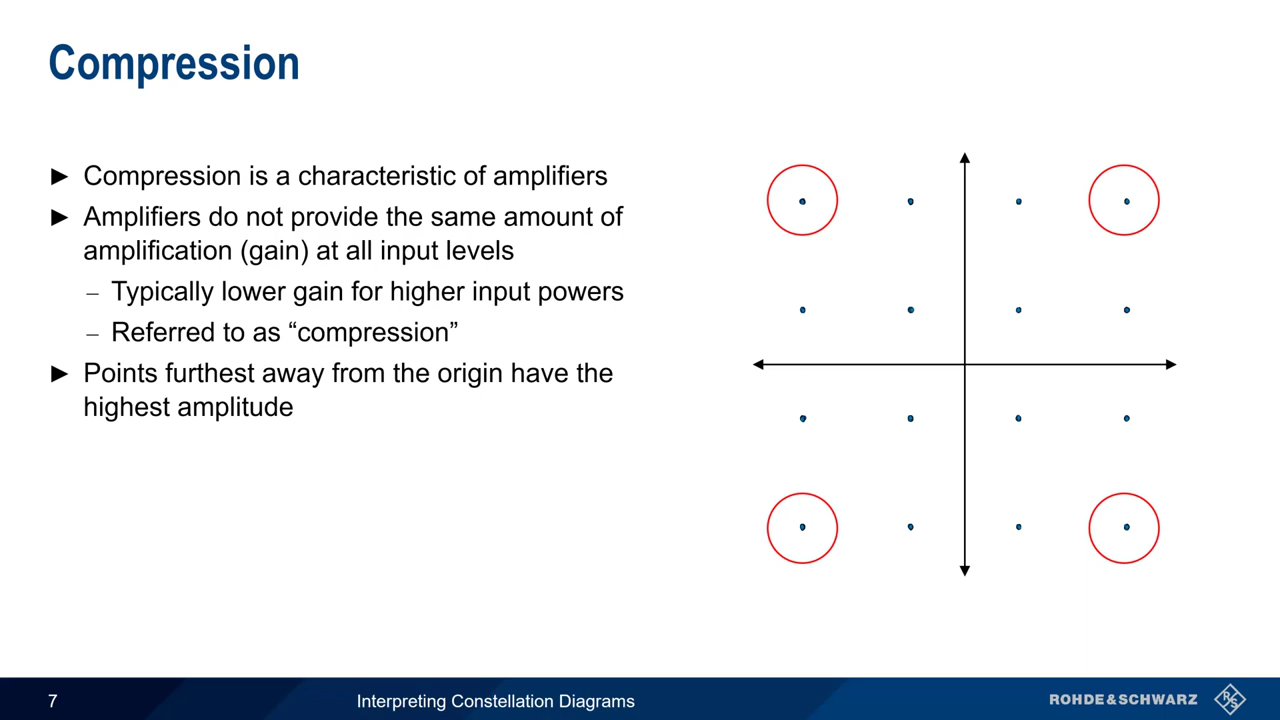 Compression
► Compression is a characteristic of amplifiers
► Amplifiers do not provide the same amount of
amplification (gain) at all input levels
– Typically lower gain for higher input powers
– Referred to as “compression”
► Points furthest away from the origin have the
highest amplitude
7
Interpreting Constellation Diagrams
ROHDE & SCHWARZ
R S